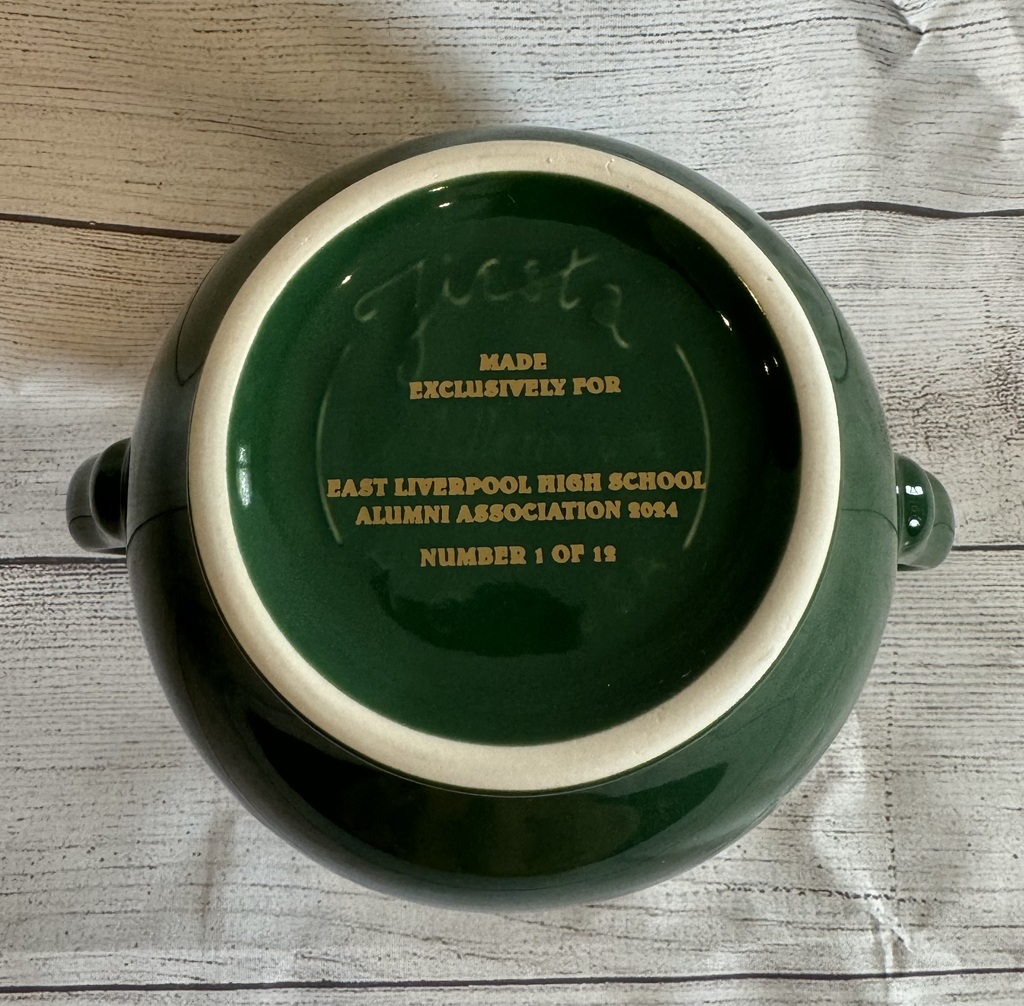 fiesta
MADE
EXCLUSIVELY FOR
EAST LIVERPOOL HIGH SCHOOL
ALUMNI ASSOCIATION 2024
NUMBER 1 OF 12